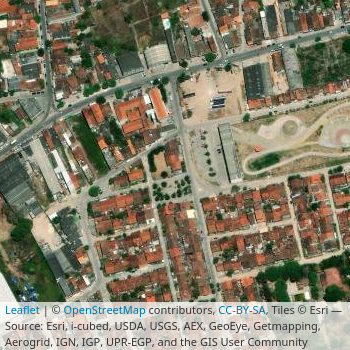 Leaflet | © OpenStreetMap contributors, CC-BY-SA, Tiles © Esri —
Source: Esri, i-cubed, USDA, USGS, AEX, GeoEye, Getmapping,
Aerogrid, IGN, IGP, UPR-EGP, and the GIS User Community